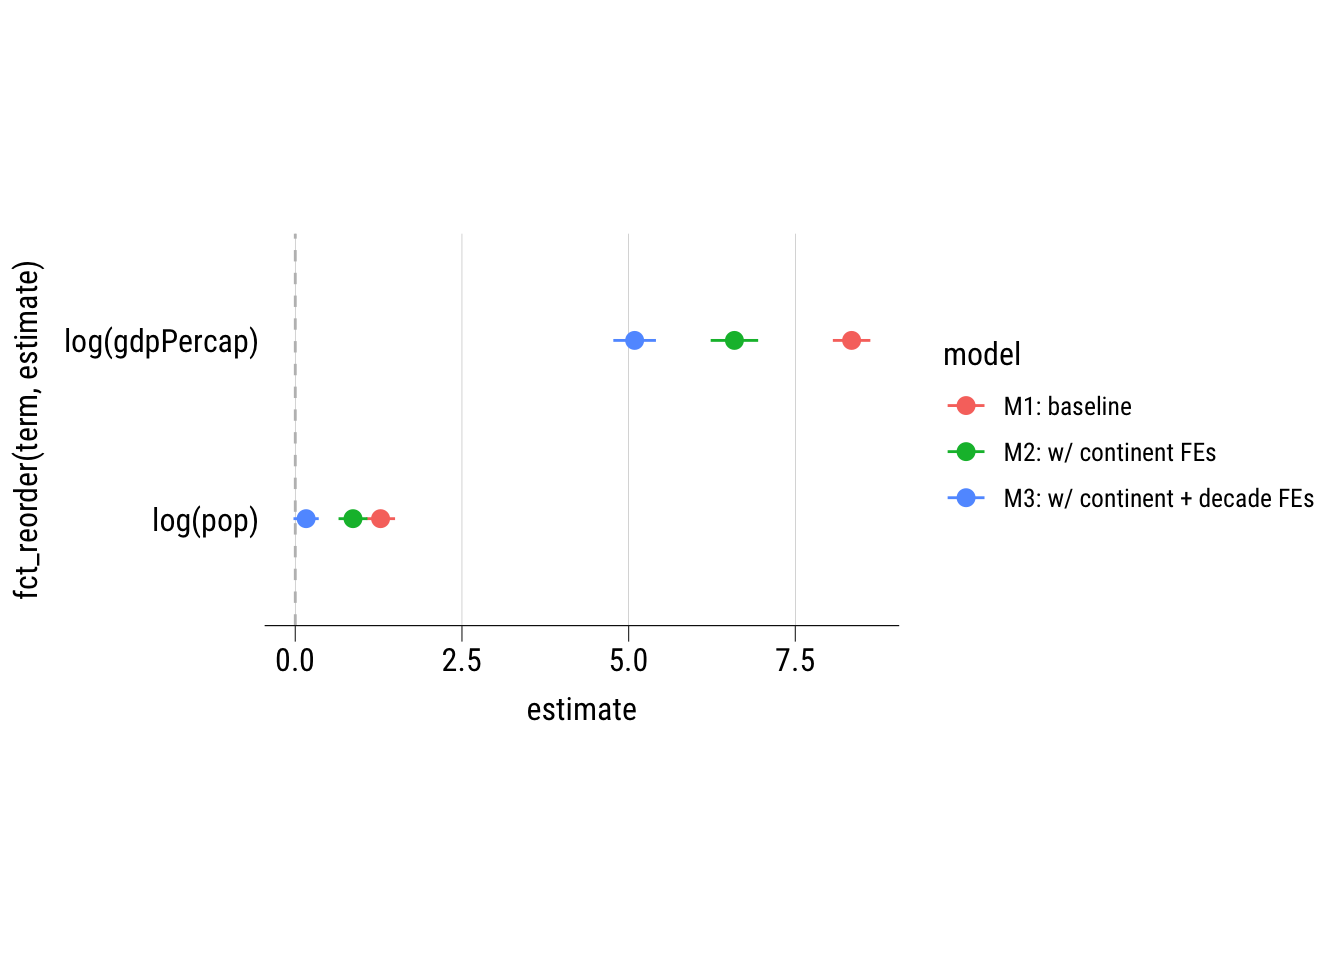 fct_reorder(term, estimate)
log(gdpPercap)
log(pop)
0.0
2.5
5.0
7.5
estimate
model
M1: baseline
M2: w/ continent FEs
M3: w/ continent + decade FEs